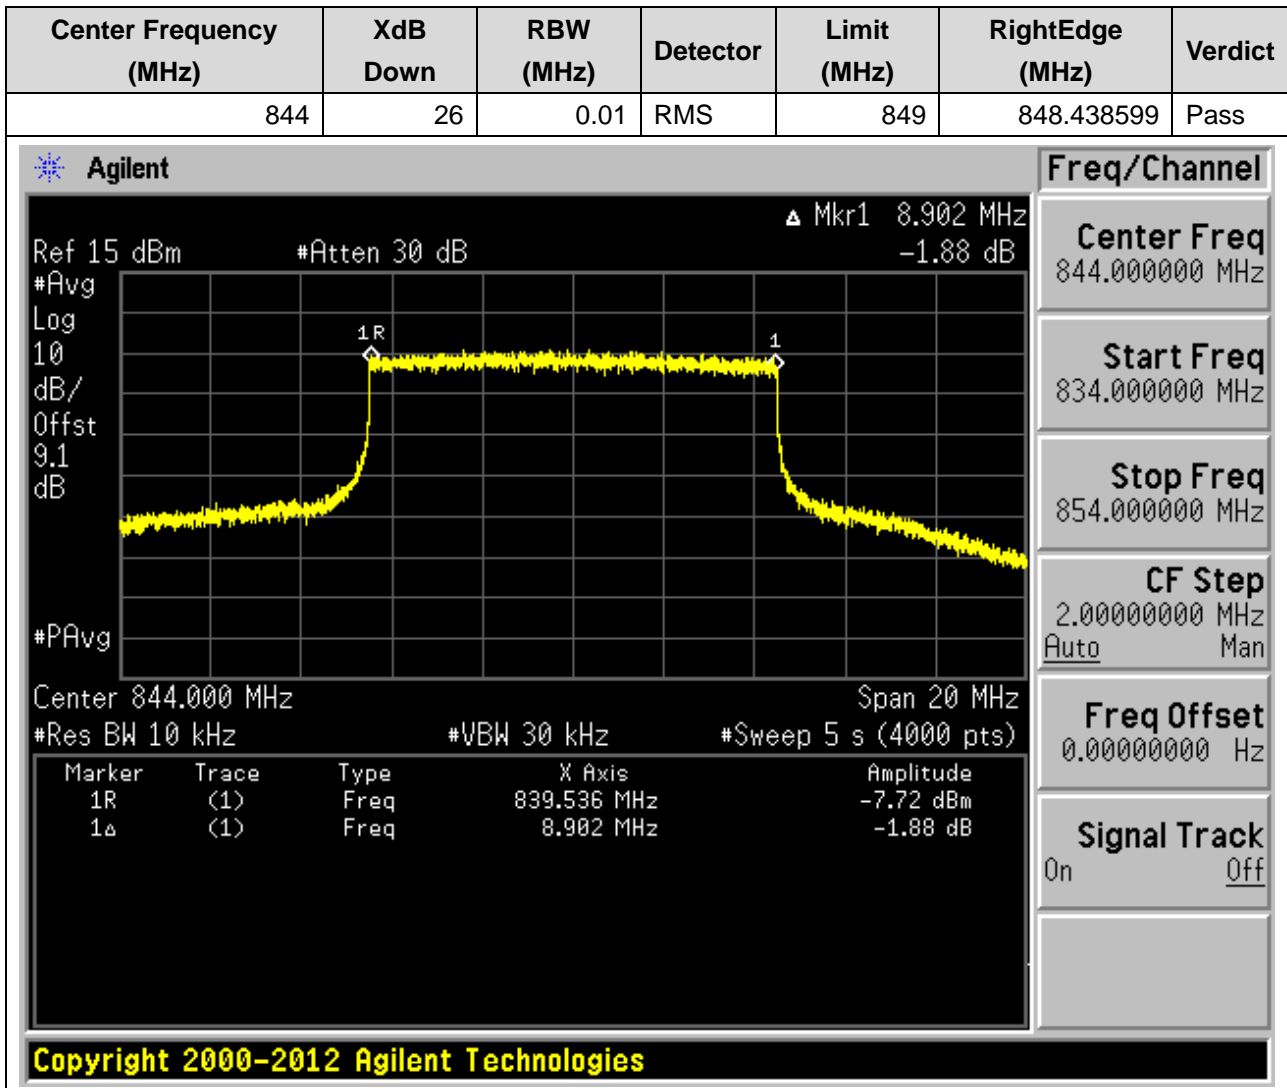 Center Frequency (MHz) XdB Down RBW (MHz) Detector Limit (MHz) RightEdge (MHz) Verdict
844 26 0.01 RMS 849 848.438599 Pass
Agilent
Freq/Channel
Δ Mkr1 8.902 MHz
Ref 15 dBm #Atten 30 dB -1.88 dB
#Avg
Log
10
dB/
Offst
9.1
dB
#PAvg
1R
1
Center 844.000 MHz Span 20 MHz
#Res BW 10 kHz #VBW 30 kHz #Sweep 5 s (4000 pts)
Marker Trace Type X Axis Amplitude
1R (1) Freq 839.536 MHz -7.72 dBm
1Δ (1) Freq 8.902 MHz -1.88 dB
Center Freq
844.000000 MHz
Start Freq
834.000000 MHz
Stop Freq
854.000000 MHz
CF Step
2.00000000 MHz
Auto Man
Freq Offset
0.00000000 Hz
Signal Track
On Off
Copyright 2000-2012 Agilent Technologies